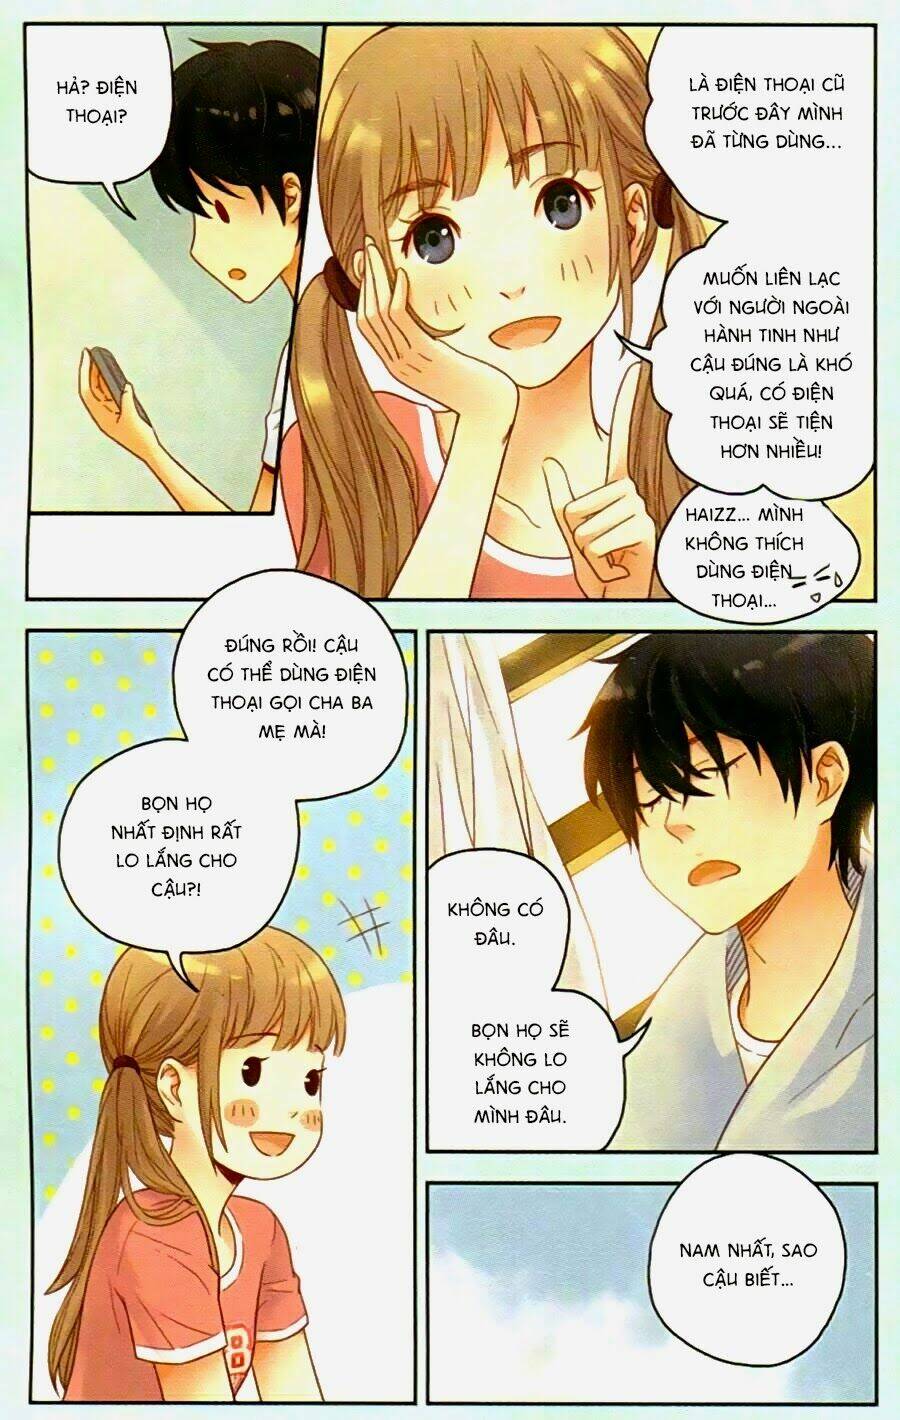 HẢ? ĐIỆN
THOẠI?
LÀ ĐIỆN THOẠI CŨ
TRƯỚC ĐÂY MÌNH
ĐÃ TỪNG DÙNG...
MUỐN LIÊN LẠC
VỚI NGƯỜI NGOÀI
HÀNH TINH NHƯ
CẬU ĐÚNG LÀ KHÓ
QUÁ, CÓ ĐIỆN
THOẠI SẼ TIỆN
HƠN NHIỀU!
HAIZZ... MÌNH
KHÔNG THÍCH
DÙNG ĐIỆN
THOẠI...
ĐÚNG RỒI! CẬU
CÓ THỂ DÙNG ĐIỆN
THOẠI GỌI CHA BA
MẸ MÀ!
BỌN HỌ
NHẤT ĐỊNH RẤT
LO LẮNG CHO
CẬU?!
KHÔNG CÓ
ĐÂU.
BỌN HỌ SẼ
KHÔNG LO
LẮNG CHO
MÌNH ĐÂU.
NAM NHẤT, SAO
CẬU BIẾT...